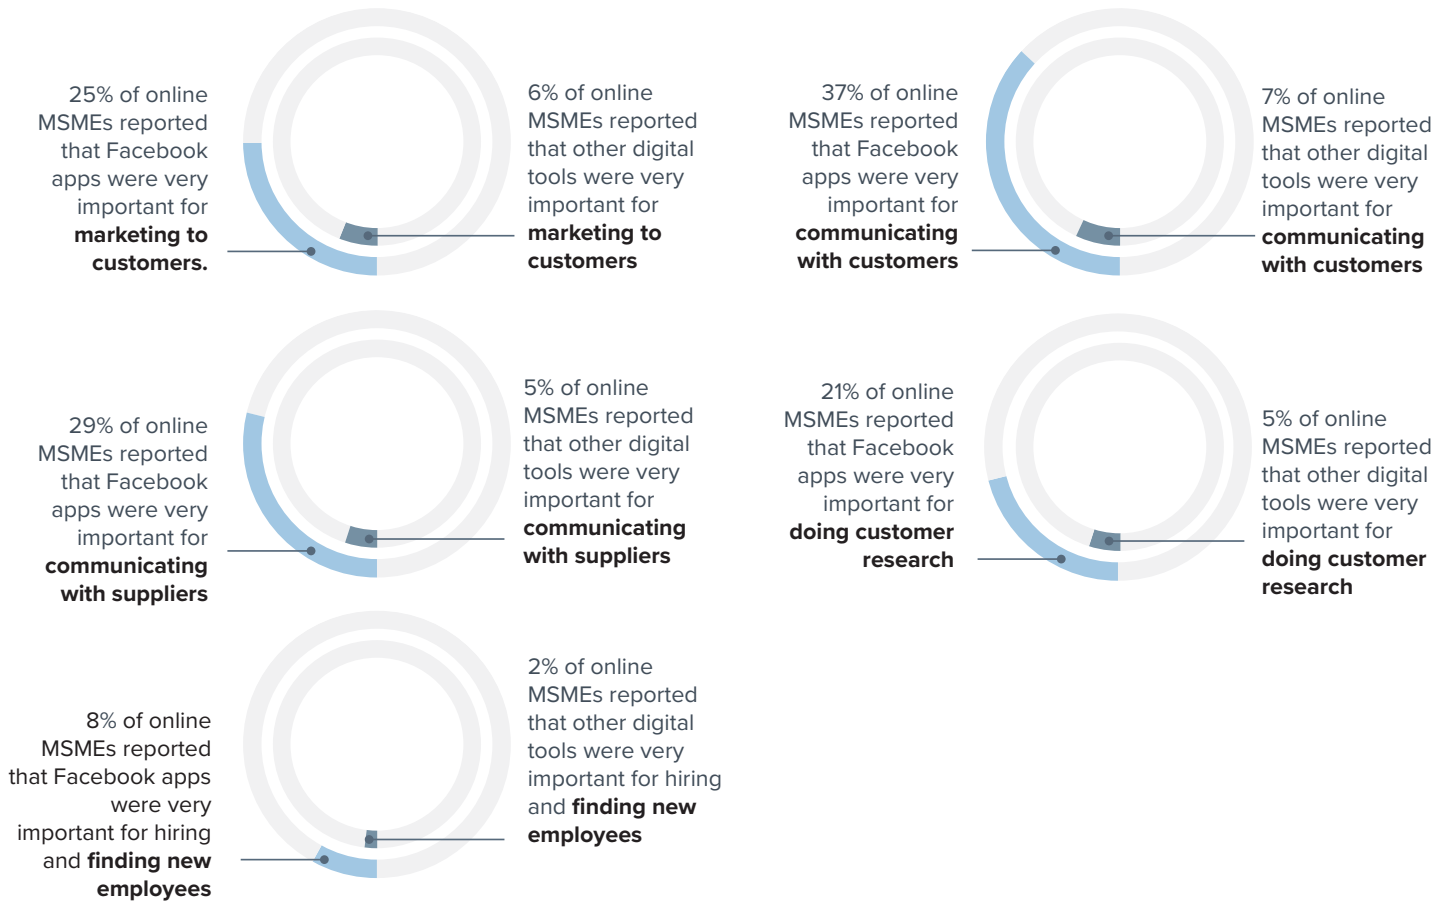 25% of online
MSMEs reported
that Facebook
apps were very
important for
marketing to
customers.
6% of online
MSMEs reported
that other digital
tools were very
important for
marketing to
customers
37% of online
MSMEs reported
that Facebook
apps were very
important for
communicating
with customers
7% of online
MSMEs reported
that other digital
tools were very
important for
communicating
with customers
29% of online
MSMEs reported
that Facebook
apps were very
important for
communicating
with suppliers
5% of online
MSMEs reported
that other digital
tools were very
important for
communicating
with suppliers
21% of online
MSMEs reported
that Facebook
apps were very
important for
doing customer
research
5% of online
MSMEs reported
that other digital
tools were very
important for
doing customer
research
8% of online
MSMEs reported
that Facebook apps
were very
important for hiring
and finding new
employees
2% of online
MSMEs reported
that other digital
tools were very
important for hiring
and finding new
employees